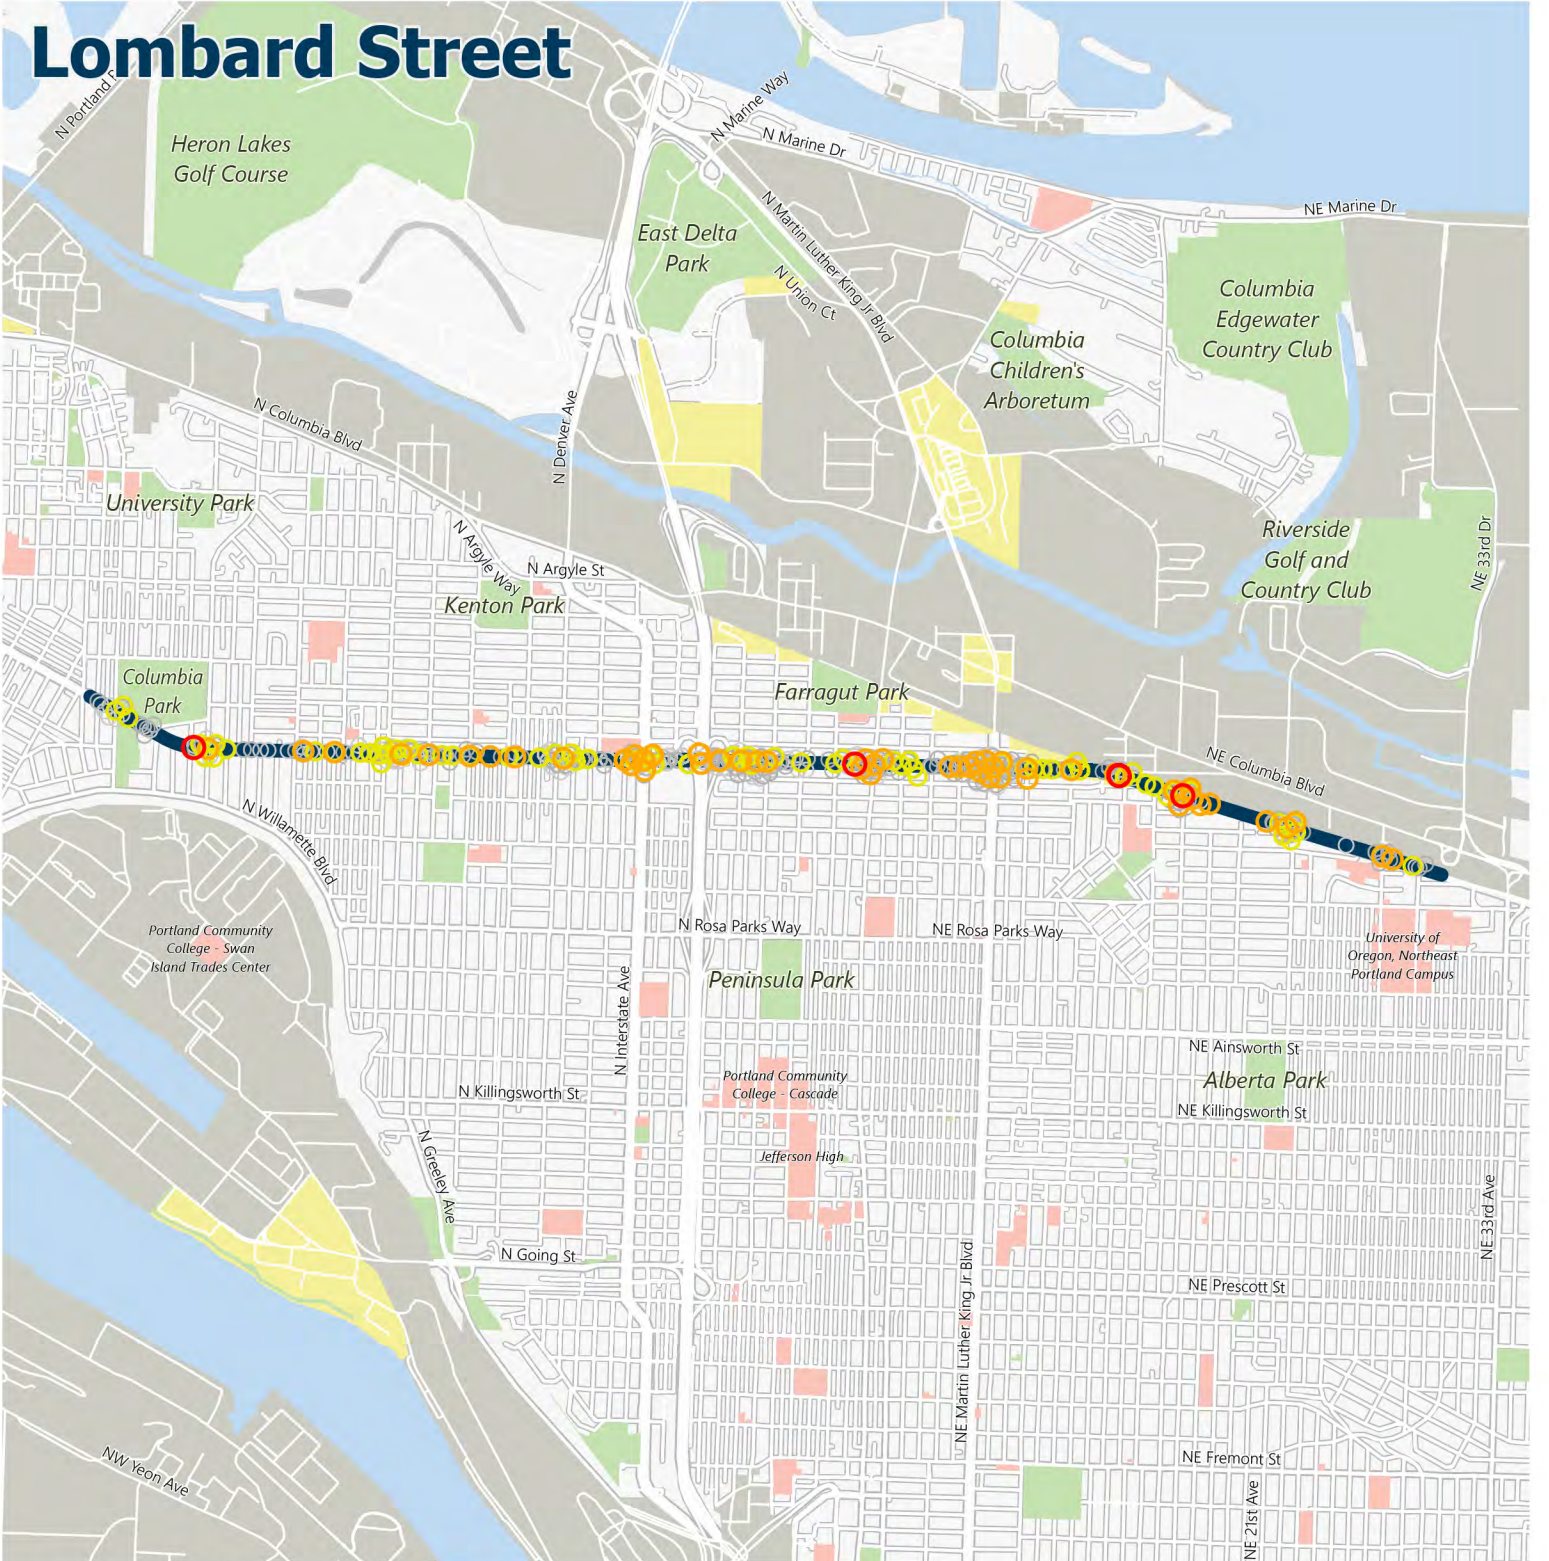 Lombard Street
N Portland
Heron Lakes
Golf Course
N Marine Way
N Marine Dr
NE Marine Dr
East Delta
Park
N Martin Luther King Jr Blvd
N Union Ct
Columbia
Edgewater
Country Club
Columbia
Children's
Arboretum
N Denver Ave
N Columbia Blvd
University Park
N Argyle Way
N Argyle St
Kenton Park
Riverside
Golf and
Country Club
NE 33rd Dr
Columbia
Park
Farragut Park
NE Columbia Blvd
N Willamette Blvd
Portland Community
College - Swan
Island Trades Center
N Rosa Parks Way
NE Rosa Parks Way
University of
Oregon, Northeast
Portland Campus
N Interstate Ave
Peninsula Park
NE Ainsworth St
Alberta Park
Portland Community
College - Cascade
N Killingsworth St
NE Killingsworth St
N Greeley Ave
Jefferson High
NE 33rd Ave
N Going St
NE Martin Luther King Jr Blvd
NE Prescott St
NW Yeon Ave
NE Fremont St
NE 21st Ave